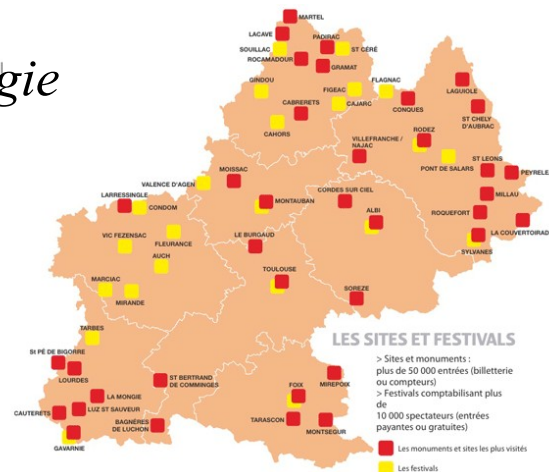 gie
MARTEL
LACAVE
PADIRAC
SOUILLAC
ST CÉRÉ
ROCAMADOUR
GRAMAT
GINDOU
FIGEAC
FLAGNAC
LAGUIOLE
CABRERETS
CAJARC
CONQUES
CAHORS
ST CHELY
D'AUBRAC
RODEZ
VILLEFRANCHE /
NAJAC
PONT DE SALARS
ST LEONS
MOISSAC
PEYRELE
VALENCE D'AGEN
CORDES SUR CIEL
MILLAU
LARRESSINGLE
CONDOM
MONTAUBAN
ALBI
ROQUEFORT
VIC FEZENSAC
FLEURANCE
LE BURGAUD
LA COUVERTOIRAD
AUCH
SYLVANES
TOULOUSE
MARCIAC
MIRANDE
SOREZE
TARBES
LES SITES ET FESTIVALS
ST PÉ DE BIGORRE
> Sites et monuments :
plus de 50 000 entrées (billetterie
ou compteurs)
> Festivals comptabilisant plus
de
10 000 spectateurs (entrées
payantes ou gratuites)
LOURDES
ST BERTRAND
DE COMMINGES
FOIX
MIREPOIX
LA MONGIE
CAUTERETS
LUZ ST SAUVEUR
BAGNÈRES
DE LUCHON
TARASCON
MONTSEGUR
GAVARNIE
Les monuments et sites les plus visités
Les festivals